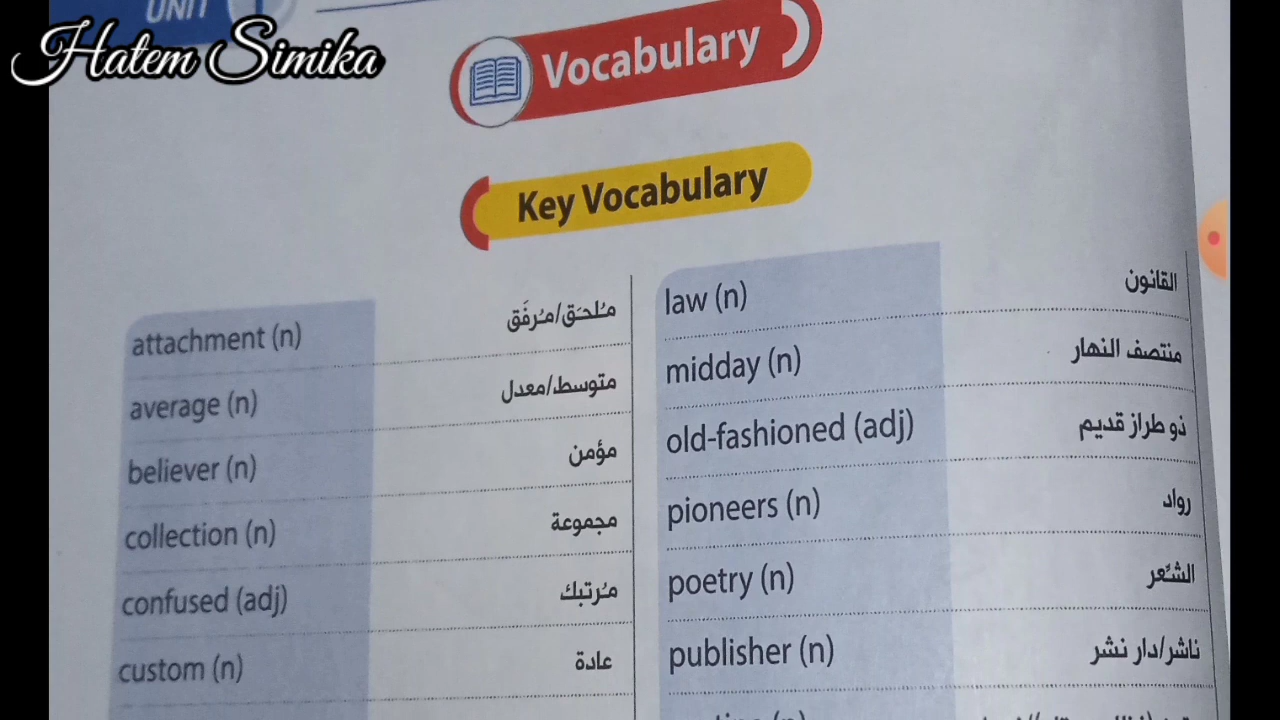 UNIT 1
Hatem Simika
Vocabulary
Key Vocabulary
attachment (n) مُلحَق/مُرفَق
average (n) متوسط/معدل
believer (n) مؤمن
collection (n) مجموعة
confused (adj) مُرتبك
custom (n) عادة
law (n) القانون
midday (n) منتصف النهار
old-fashioned (adj) ذو طراز قديم
pioneers (n) رواد
poetry (n) الشِّعر
publisher (n) ناشر/دار نشر
(n)